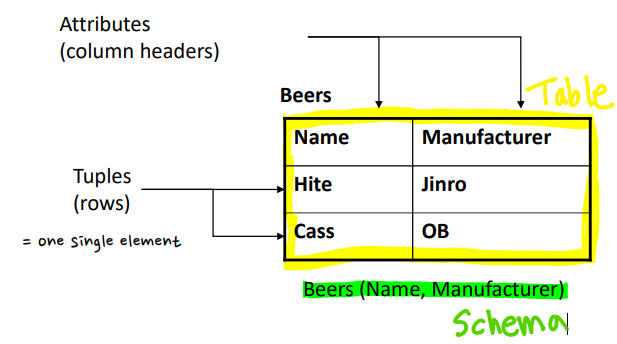 Attributes
(column headers)
Beers
Table
Name Manufacturer
Tuples
(rows)
Hite Jinro
= one single element
Cass OB
Beers (Name, Manufacturer)
Schema